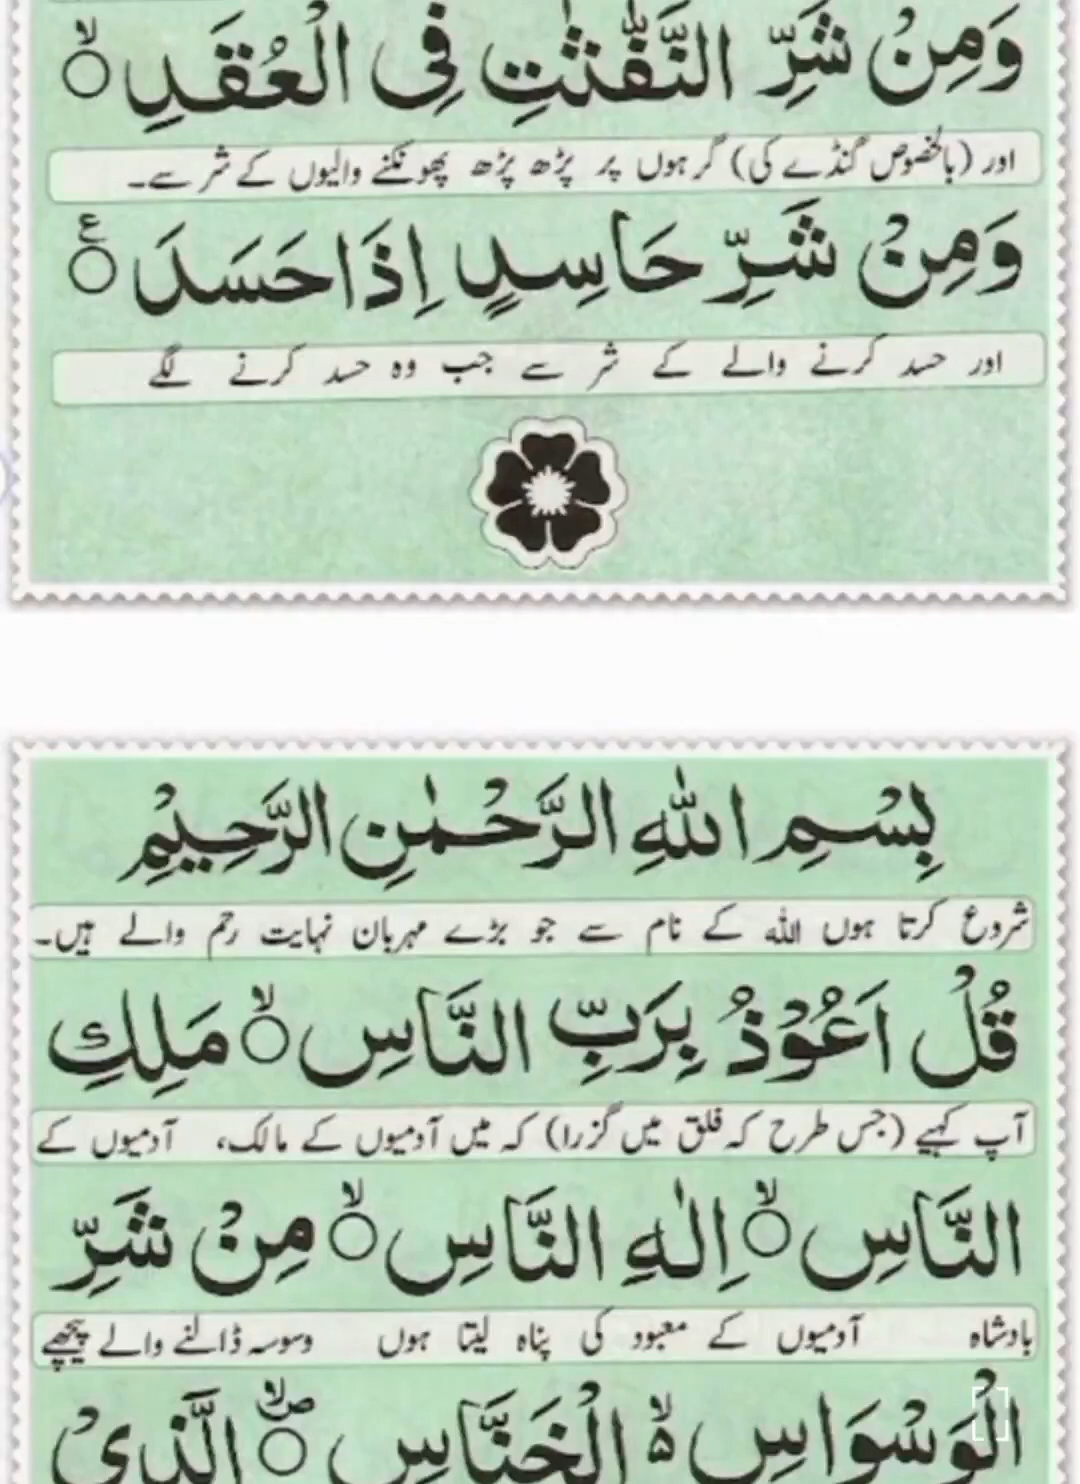 وَمِنْ شَرِّ النَّفّٰثٰتِ فِی الْعُقَدِ ۙ
اور (بالخصوص گنڈے کی) گرہوں پر پڑھ پڑھ پھونکنے والیوں کے شر سے۔
وَمِنْ شَرِّ حَاسِدٍ اِذَا حَسَدَ ۠
ع
اور حسد کرنے والے کے شر سے جب وہ حسد کرنے لگے
بِسْمِ اللّٰهِ الرَّحْمٰنِ الرَّحِیْمِ
شروع کرتا ہوں اللہ کے نام سے جو بڑے مہربان نہایت رحم والے ہیں۔
قُلْ اَعُوْذُ بِرَبِّ النَّاسِ ۙ مَلِكِ
آپ کہیے (جس طرح کہ فلق میں گزرا) کہ میں آدمیوں کے مالک، آدمیوں کے
النَّاسِ ۙ اِلٰهِ النَّاسِ ۙ مِنْ شَرِّ
بادشاہ آدمیوں کے معبود کی پناہ لیتا ہوں وسوسہ ڈالنے والے پیچھے
الْوَسْوَاسِ ۙ۬ الْخَنَّاسِ ۪ۙ الَّذِیْ